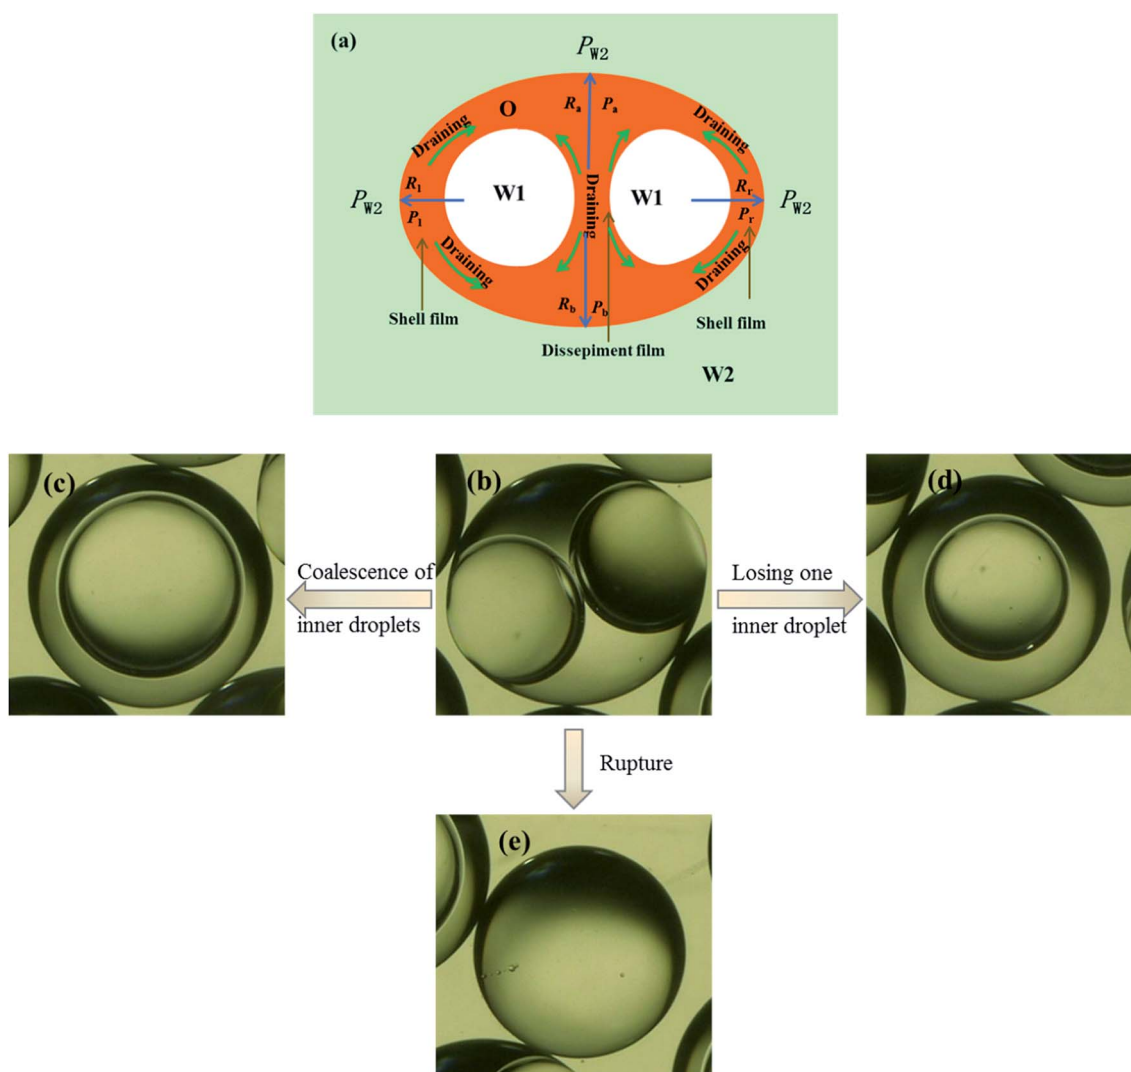 (a)
P_W2
O
R_a P_a
Draining
Draining
W1
Draining
W1
P_W2
R_l
P_l
R_r
P_r
P_W2
Draining
Draining
R_b P_b
Shell film
Shell film
Dissepiment film
W2
(c)
(b)
(d)
Coalescence of
inner droplets
Losing one
inner droplet
Rupture
(e)